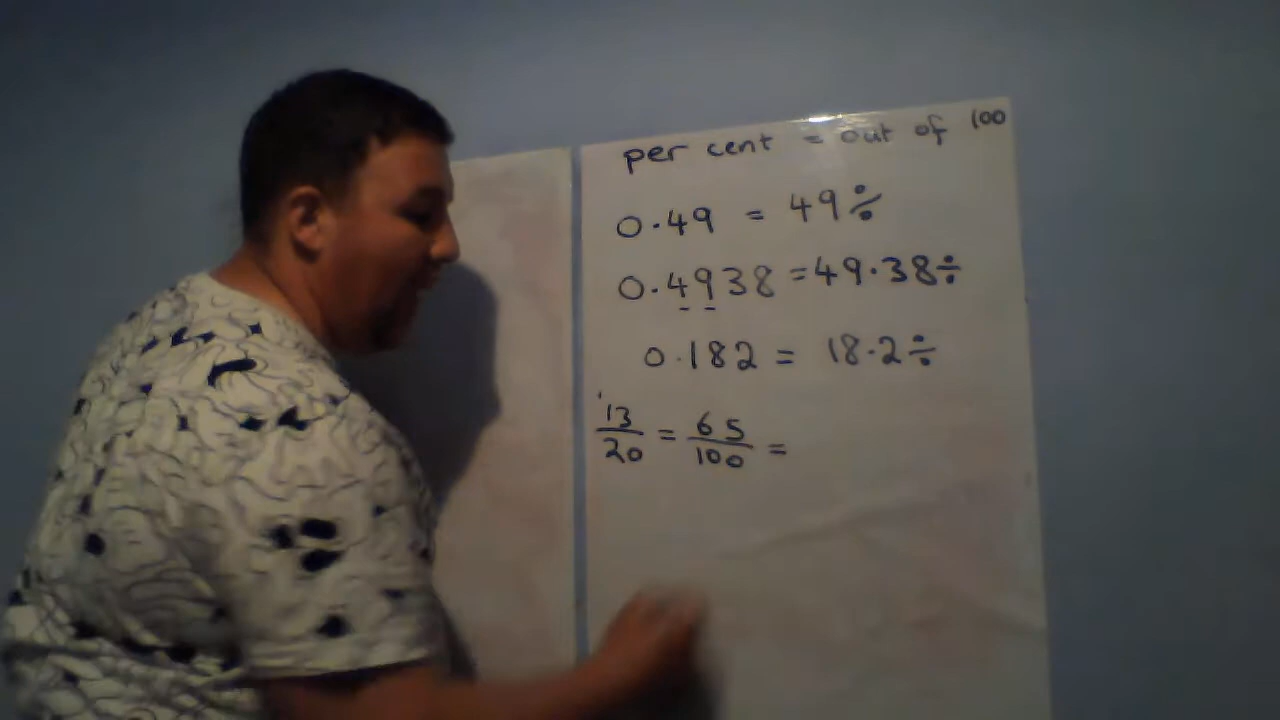 per cent = out of 100
0.49 = 49÷
0.4938 = 49.38÷
0.182 = 18.2÷
13/20 = 65/100 =